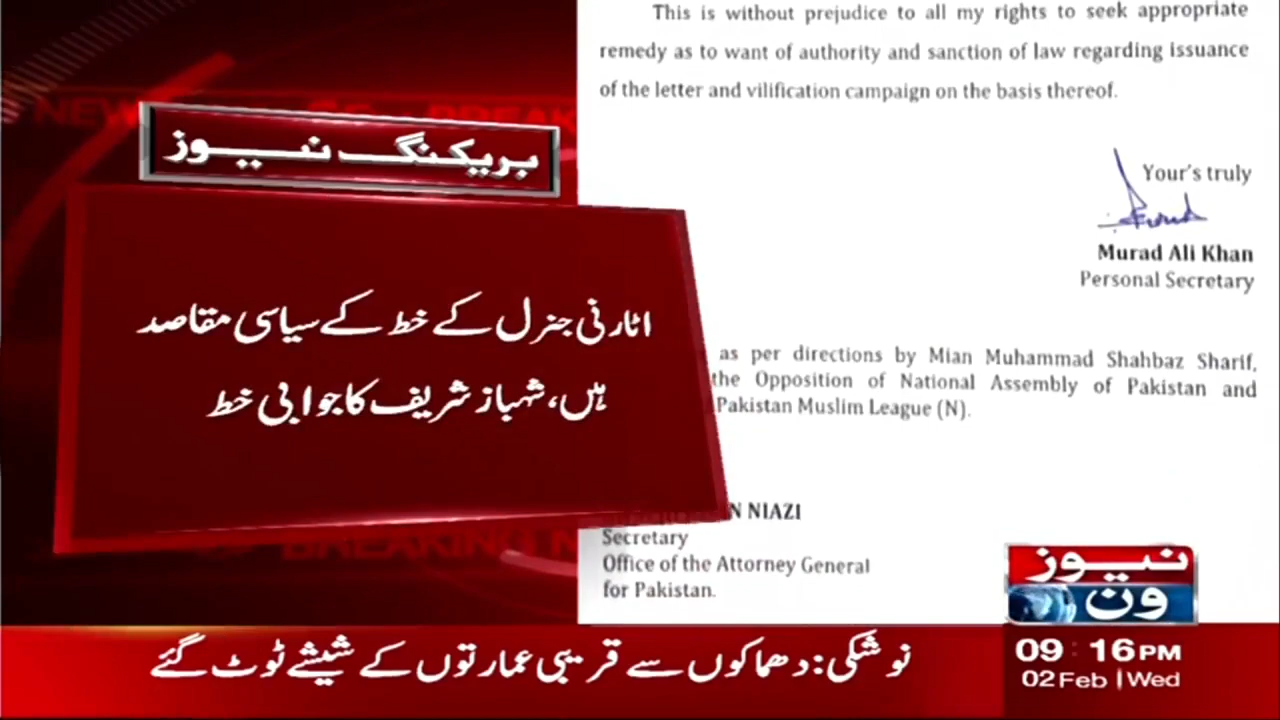 بریکنگ نیوز
اٹارنی جنرل کے خط کے سیاسی مقاصد
ہیں، شہباز شریف کا جوابی خط
This is without prejudice to all my rights to seek appropriate
remedy as to want of authority and sanction of law regarding issuance
of the letter and vilification campaign on the basis thereof.
Your's truly
Murad Ali Khan
Personal Secretary
as per directions by Mian Muhammad Shahbaz Sharif,
the Opposition of National Assembly of Pakistan and
Pakistan Muslim League (N).
N NIAZI
Secretary
Office of the Attorney General
for Pakistan.
نیوز
ون
نوشکی: دھماکوں سے قریبی عمارتوں کے شیشے ٹوٹ گئے
09 : 16 PM
02 Feb | Wed